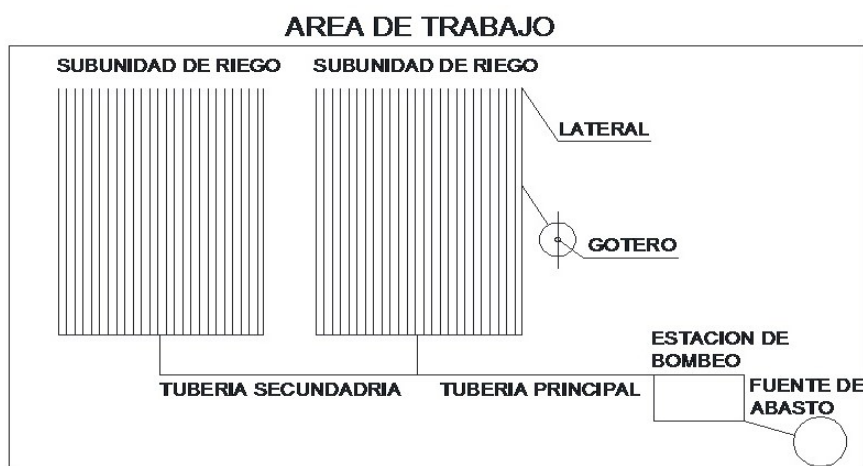 AREA DE TRABAJO
SUBUNIDAD DE RIEGO
SUBUNIDAD DE RIEGO
LATERAL
GOTERO
ESTACION DE
BOMBEO
TUBERIA SECUNDADRIA
TUBERIA PRINCIPAL
FUENTE DE
ABASTO